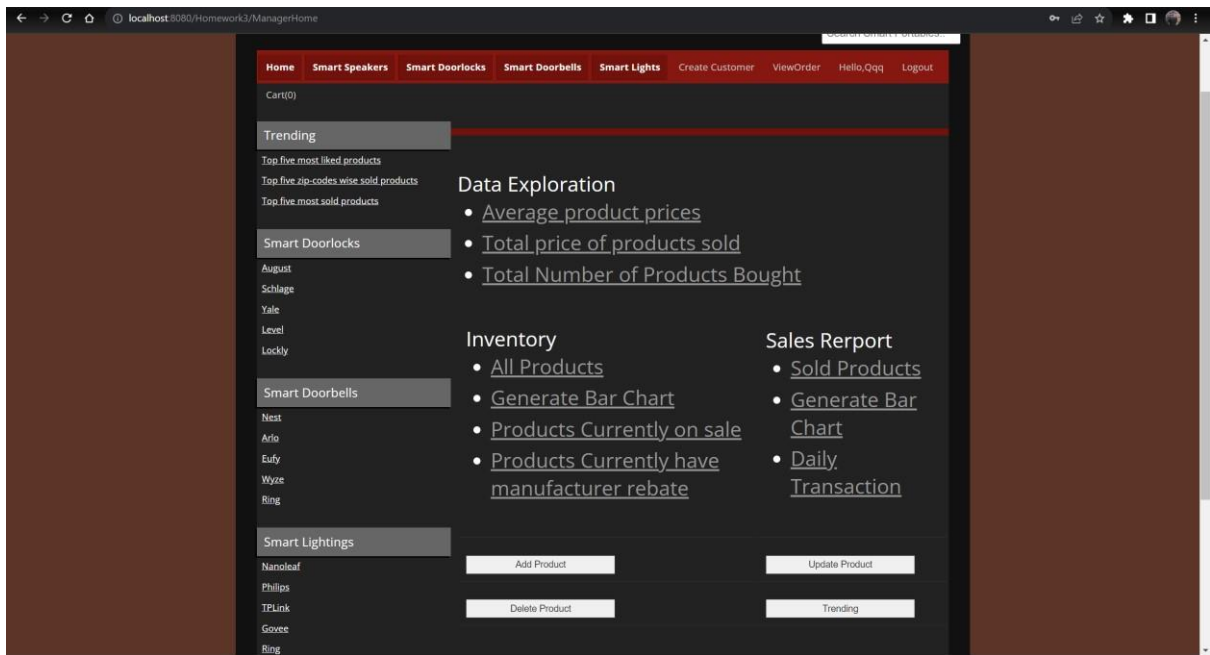 localhost:8080/Homework3/ManagerHome
Search Smart Portables..
Home Smart Speakers Smart Doorlocks Smart Doorbells Smart Lights Create Customer ViewOrder Hello,Qqq Logout
Cart(0)
Trending
Top five most liked products
Top five zip-codes wise sold products
Top five most sold products
Smart Doorlocks
August
Schlage
Yale
Level
Lockly
Smart Doorbells
Nest
Arlo
Eufy
Wyze
Ring
Smart Lightings
Nanoleaf
Philips
TPLink
Govee
Ring
Data Exploration
Average product prices
Total price of products sold
Total Number of Products Bought
Inventory
All Products
Generate Bar Chart
Products Currently on sale
Products Currently have
manufacturer rebate
Sales Rerport
Sold Products
Generate Bar
Chart
Daily
Transaction
Add Product
Update Product
Delete Product
Trending